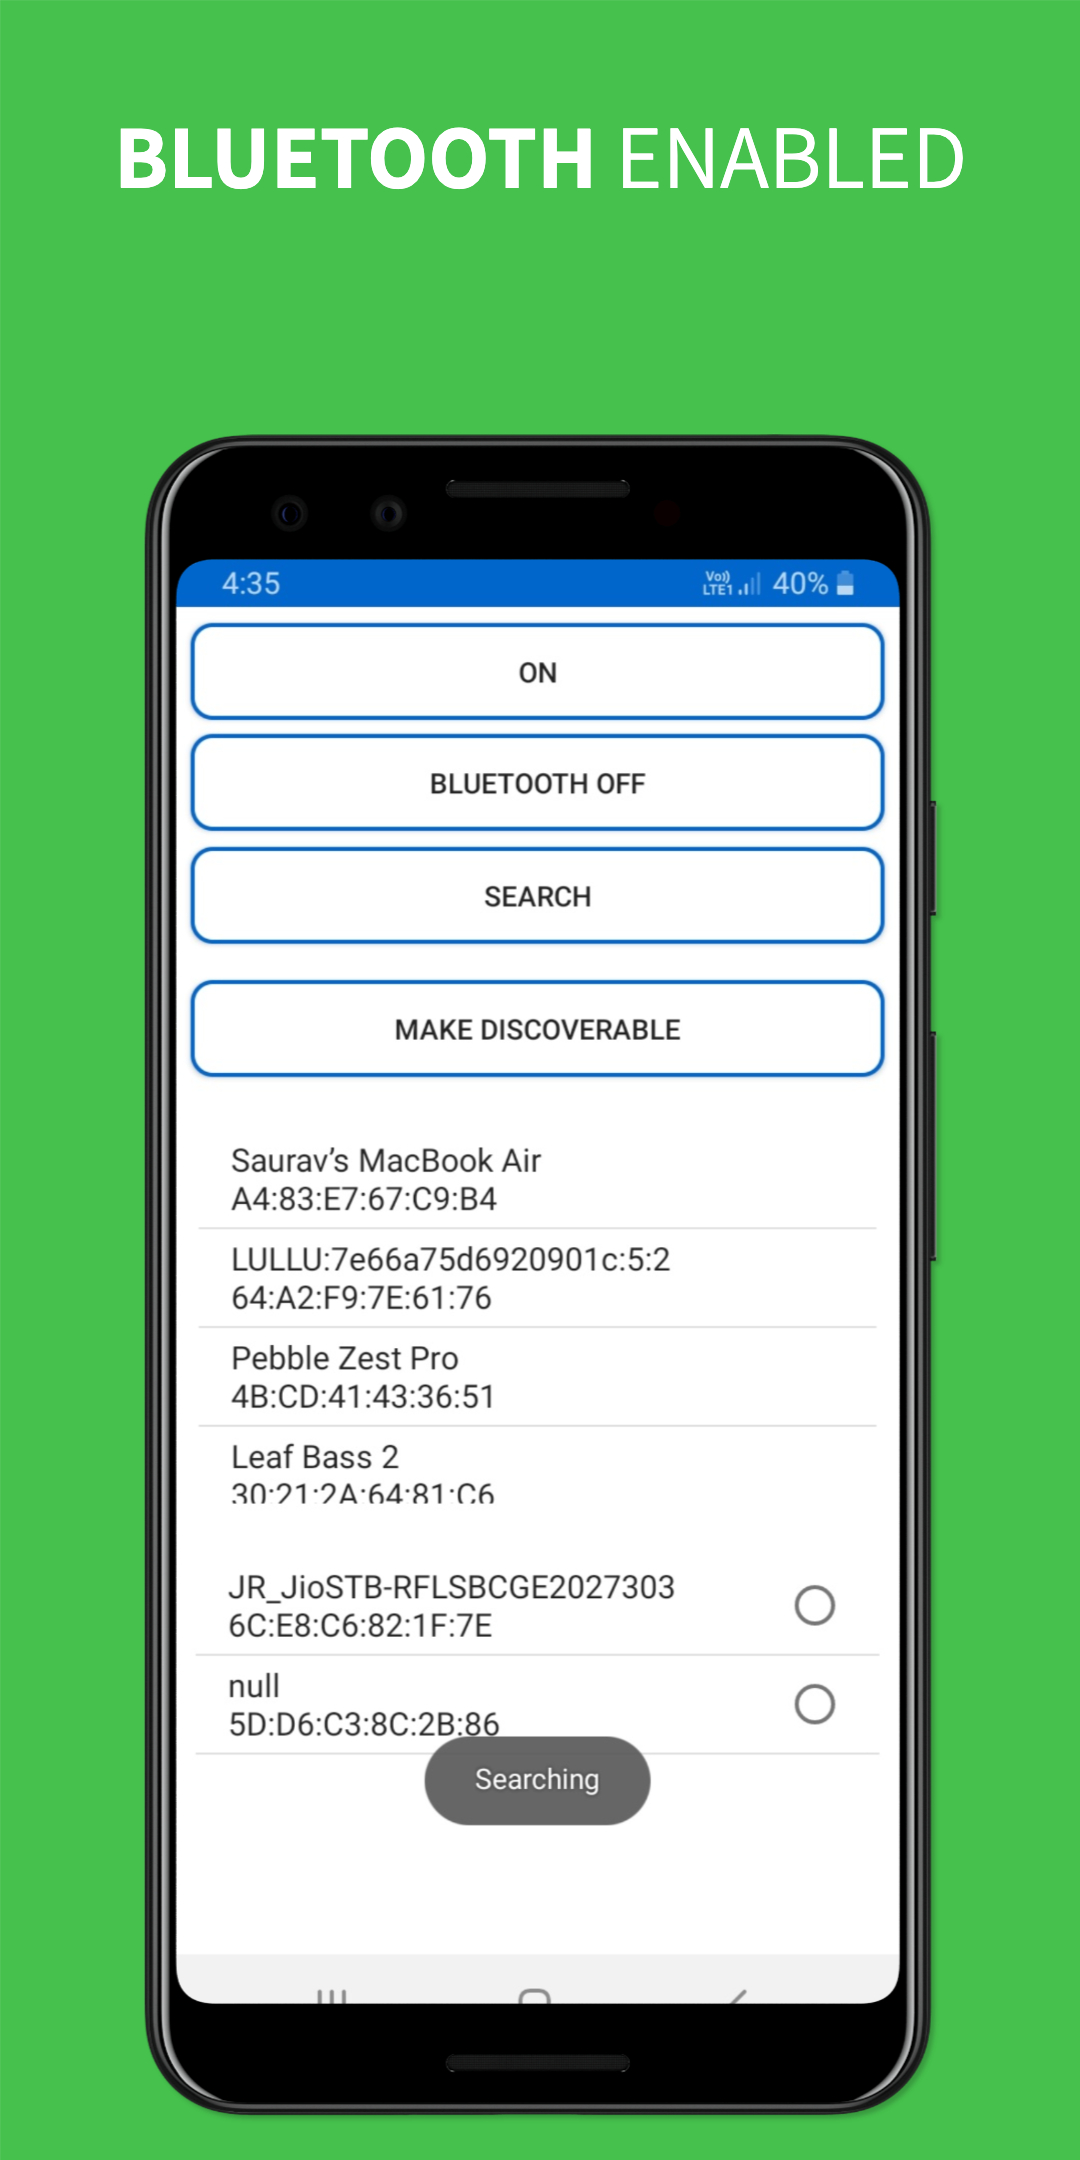 BLUETOOTH ENABLED
4:35
Vo))
LTE1
40%
ON
BLUETOOTH OFF
SEARCH
MAKE DISCOVERABLE
Saurav’s MacBook Air
A4:83:E7:67:C9:B4
LULLU:7e66a75d6920901c:5:2
64:A2:F9:7E:61:76
Pebble Zest Pro
4B:CD:41:43:36:51
Leaf Bass 2
30:21:2A:64:81:C6
JR_JioSTB-RFLSBCGE2027303
6C:E8:C6:82:1F:7E
null
5D:D6:C3:8C:2B:86
Searching